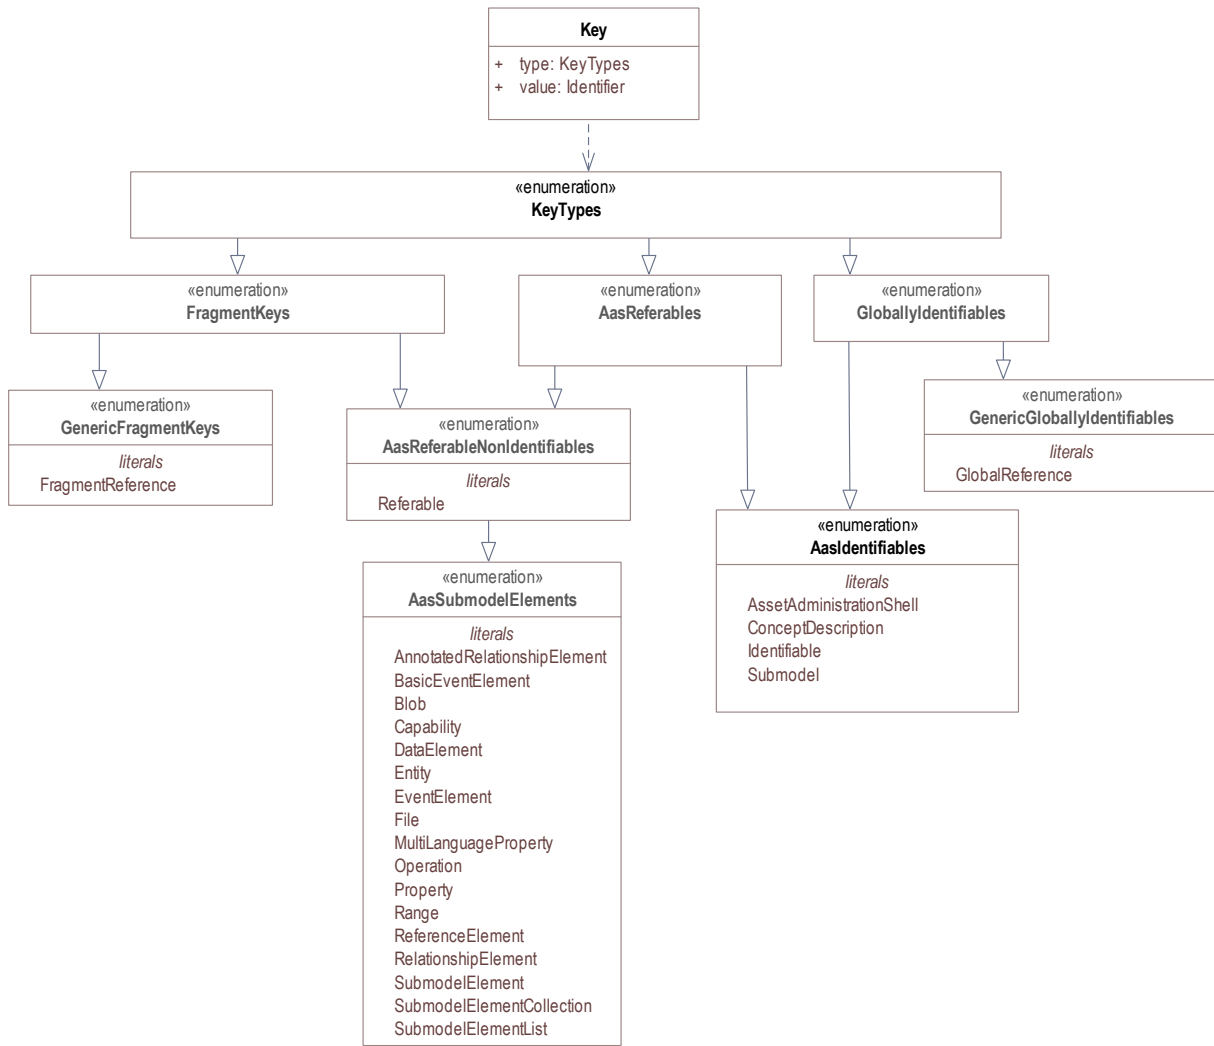 Key
+ type: KeyTypes
+ value: Identifier
«enumeration»
KeyTypes
«enumeration»
FragmentKeys
«enumeration»
AasReferables
«enumeration»
GloballyIdentifiables
«enumeration»
GenericFragmentKeys
literals
FragmentReference
«enumeration»
AasReferableNonIdentifiables
literals
Referable
«enumeration»
GenericGloballyIdentifiables
literals
GlobalReference
«enumeration»
AasIdentifiables
literals
AssetAdministrationShell
ConceptDescription
Identifiable
Submodel
«enumeration»
AasSubmodelElements
literals
AnnotatedRelationshipElement
BasicEventElement
Blob
Capability
DataElement
Entity
EventElement
File
MultiLanguageProperty
Operation
Property
Range
ReferenceElement
RelationshipElement
SubmodelElement
SubmodelElementCollection
SubmodelElementList